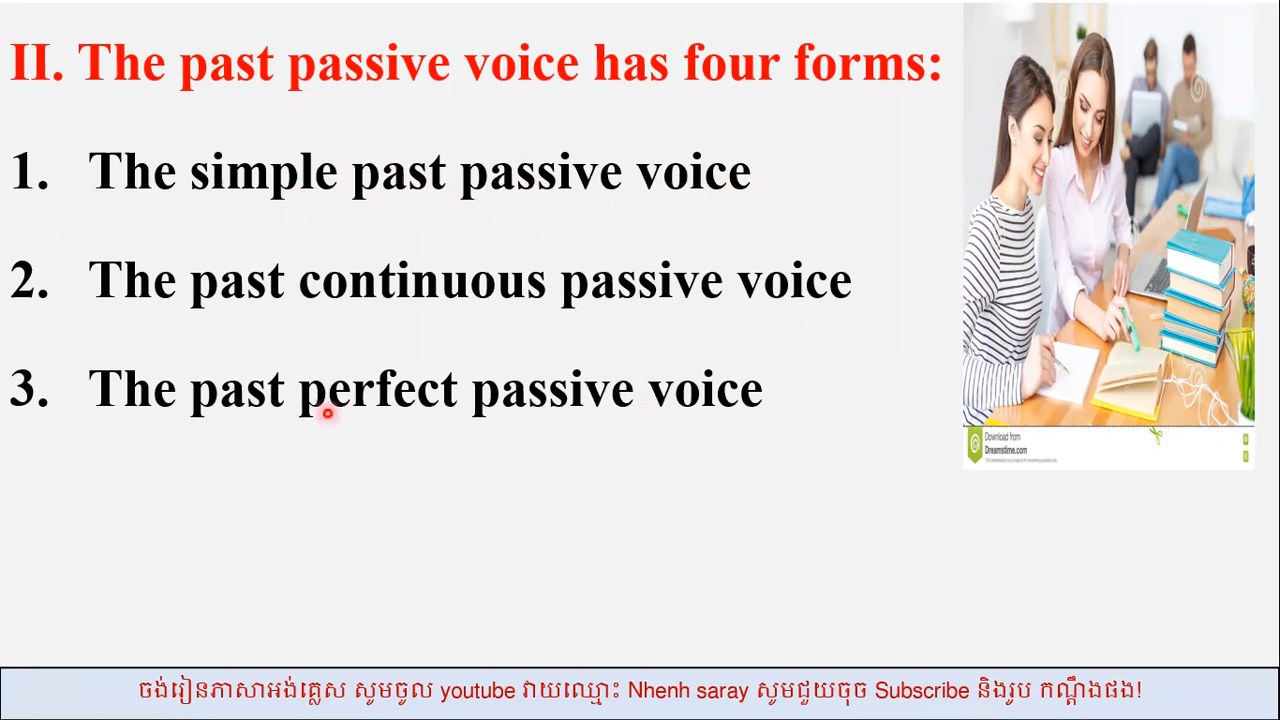 II. The past passive voice has four forms:
1. The simple past passive voice
2. The past continuous passive voice
3. The past perfect passive voice
Download from
Dreamstime.com
ចង់រៀនភាសាអង់គ្លេស សូមចូល youtube វាយឈ្មោះ Nhenh saray សូមជួយចុច Subscribe និងរូប កណ្តឹងផង!